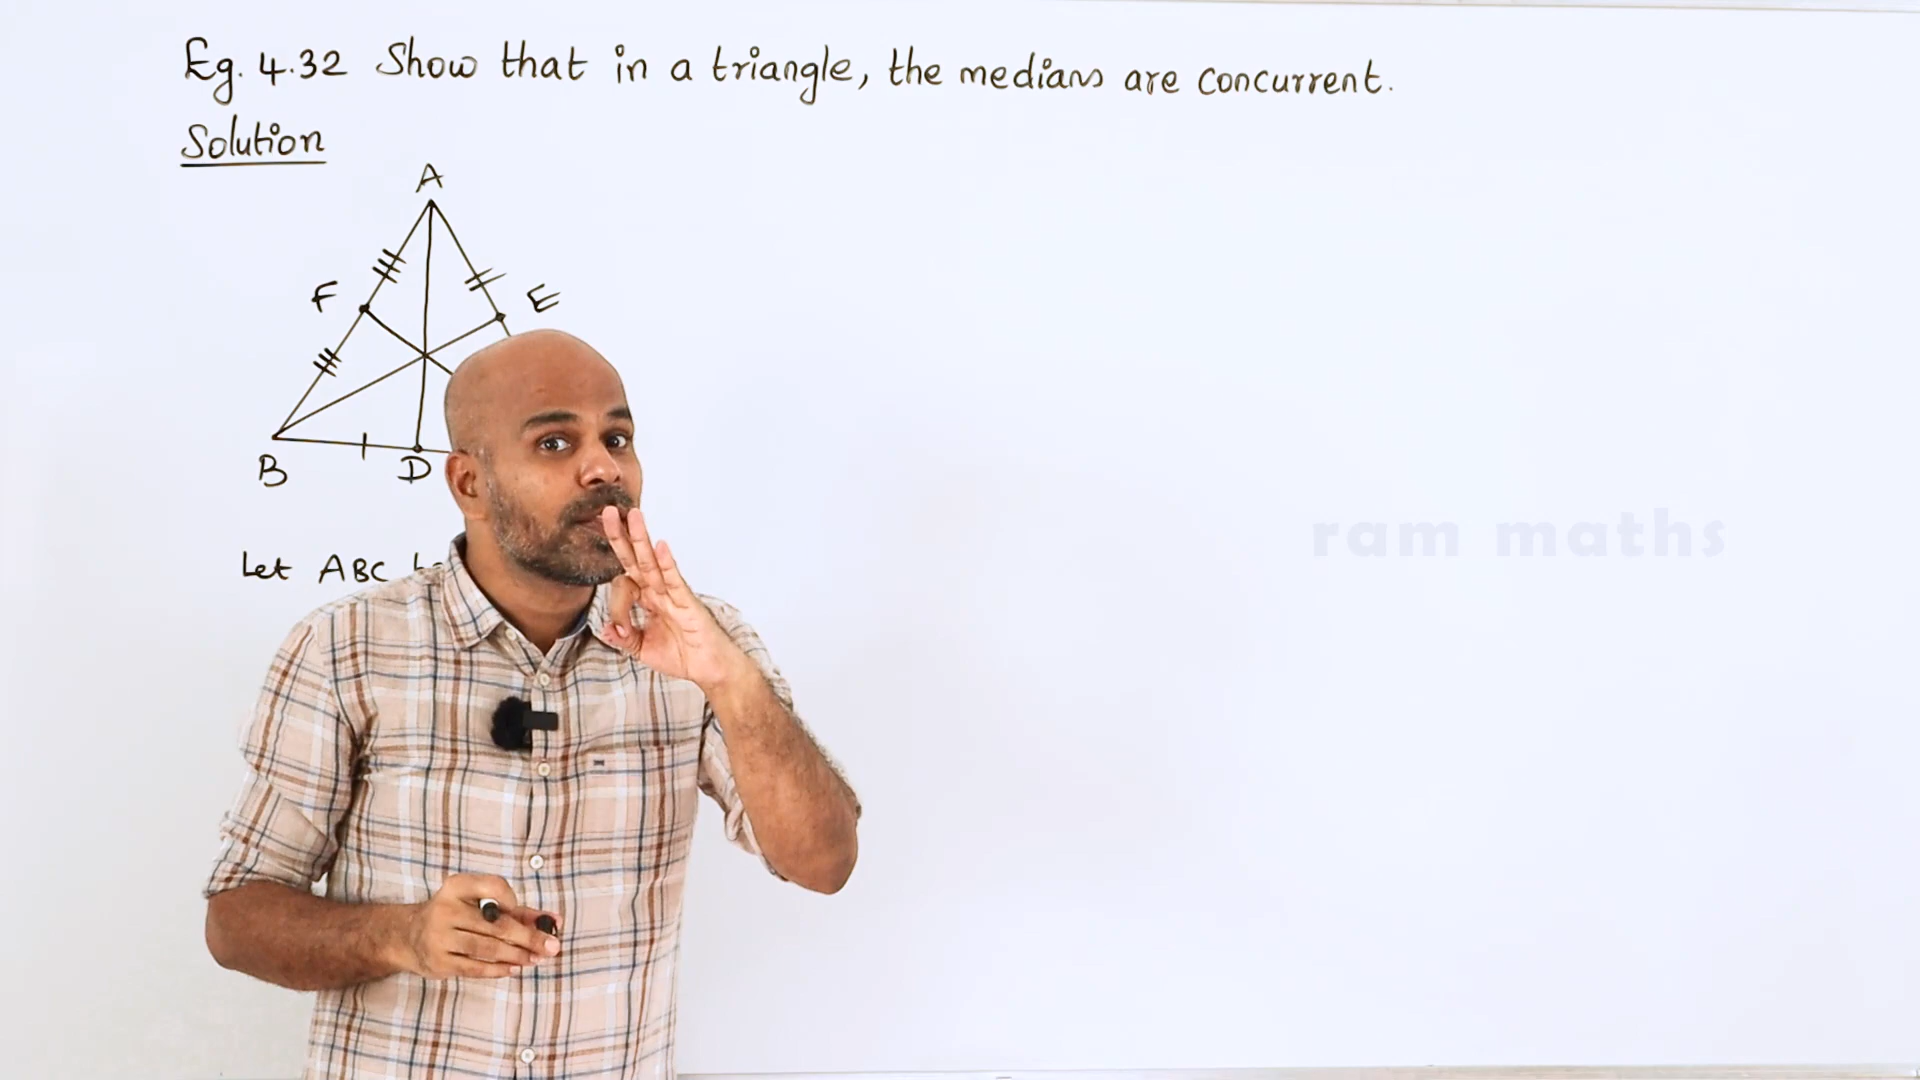 Eg. 4.32 Show that in a triangle, the medians are concurrent.
Solution
A
F
E
B
D
Let ABC
ram maths